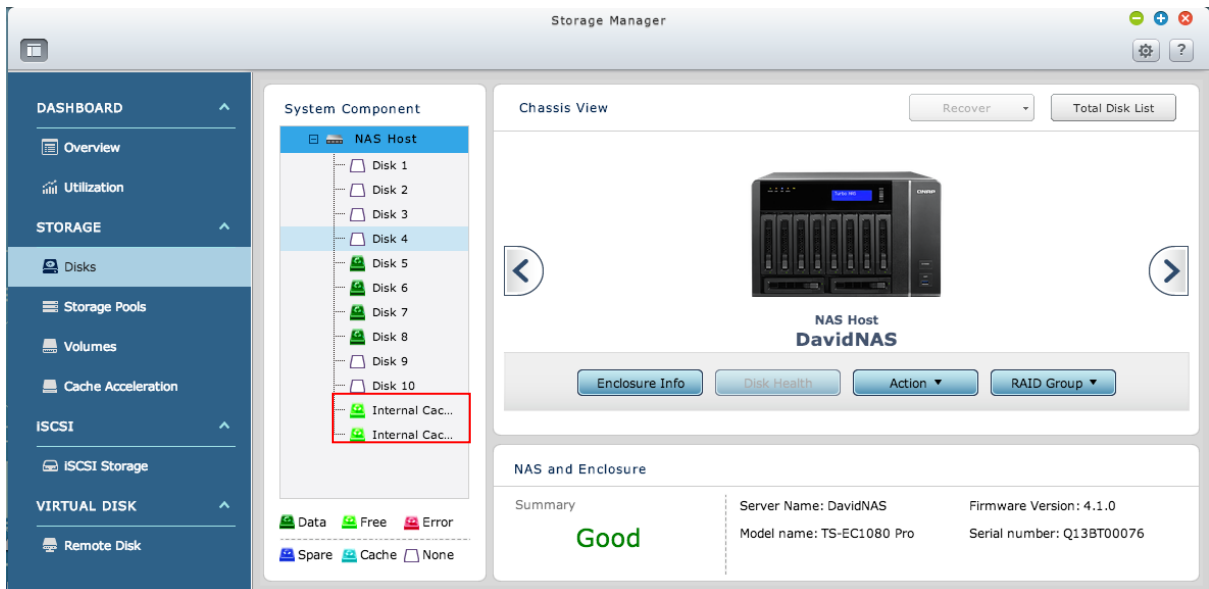 Storage Manager
?
DASHBOARD
Overview
Utilization
STORAGE
Disks
Storage Pools
Volumes
Cache Acceleration
iSCSI
iSCSI Storage
VIRTUAL DISK
Remote Disk
System Component
NAS Host
Disk 1
Disk 2
Disk 3
Disk 4
Disk 5
Disk 6
Disk 7
Disk 8
Disk 9
Disk 10
Internal Cac...
Internal Cac...
Data Free Error
Spare Cache None
Chassis View
Recover
Total Disk List
Turbo NAS
QNAP
NAS Host
DavidNAS
Enclosure Info
Disk Health
Action
RAID Group
NAS and Enclosure
Summary
Good
Server Name: DavidNAS
Firmware Version: 4.1.0
Model name: TS-EC1080 Pro
Serial number: Q13BT00076